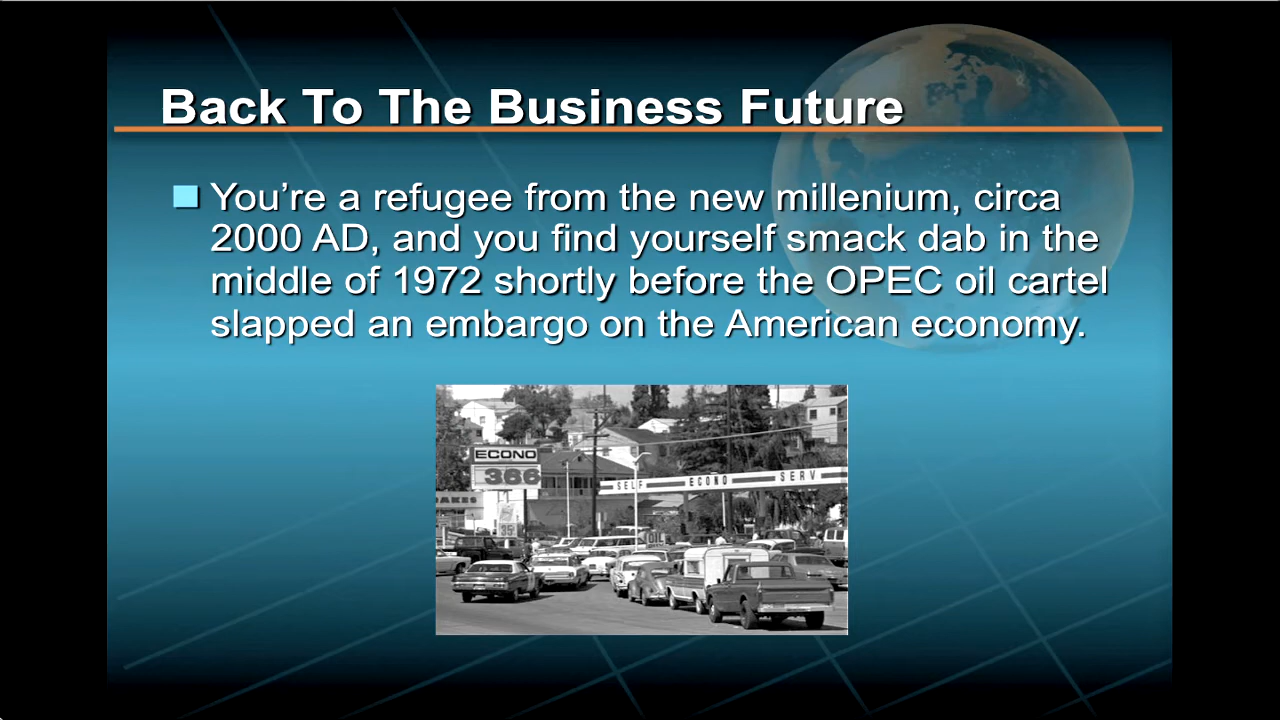 Back To The Business Future
You’re a refugee from the new millenium, circa
2000 AD, and you find yourself smack dab in the
middle of 1972 shortly before the OPEC oil cartel
slapped an embargo on the American economy.
ECONO
366
SELF ECONO SERV